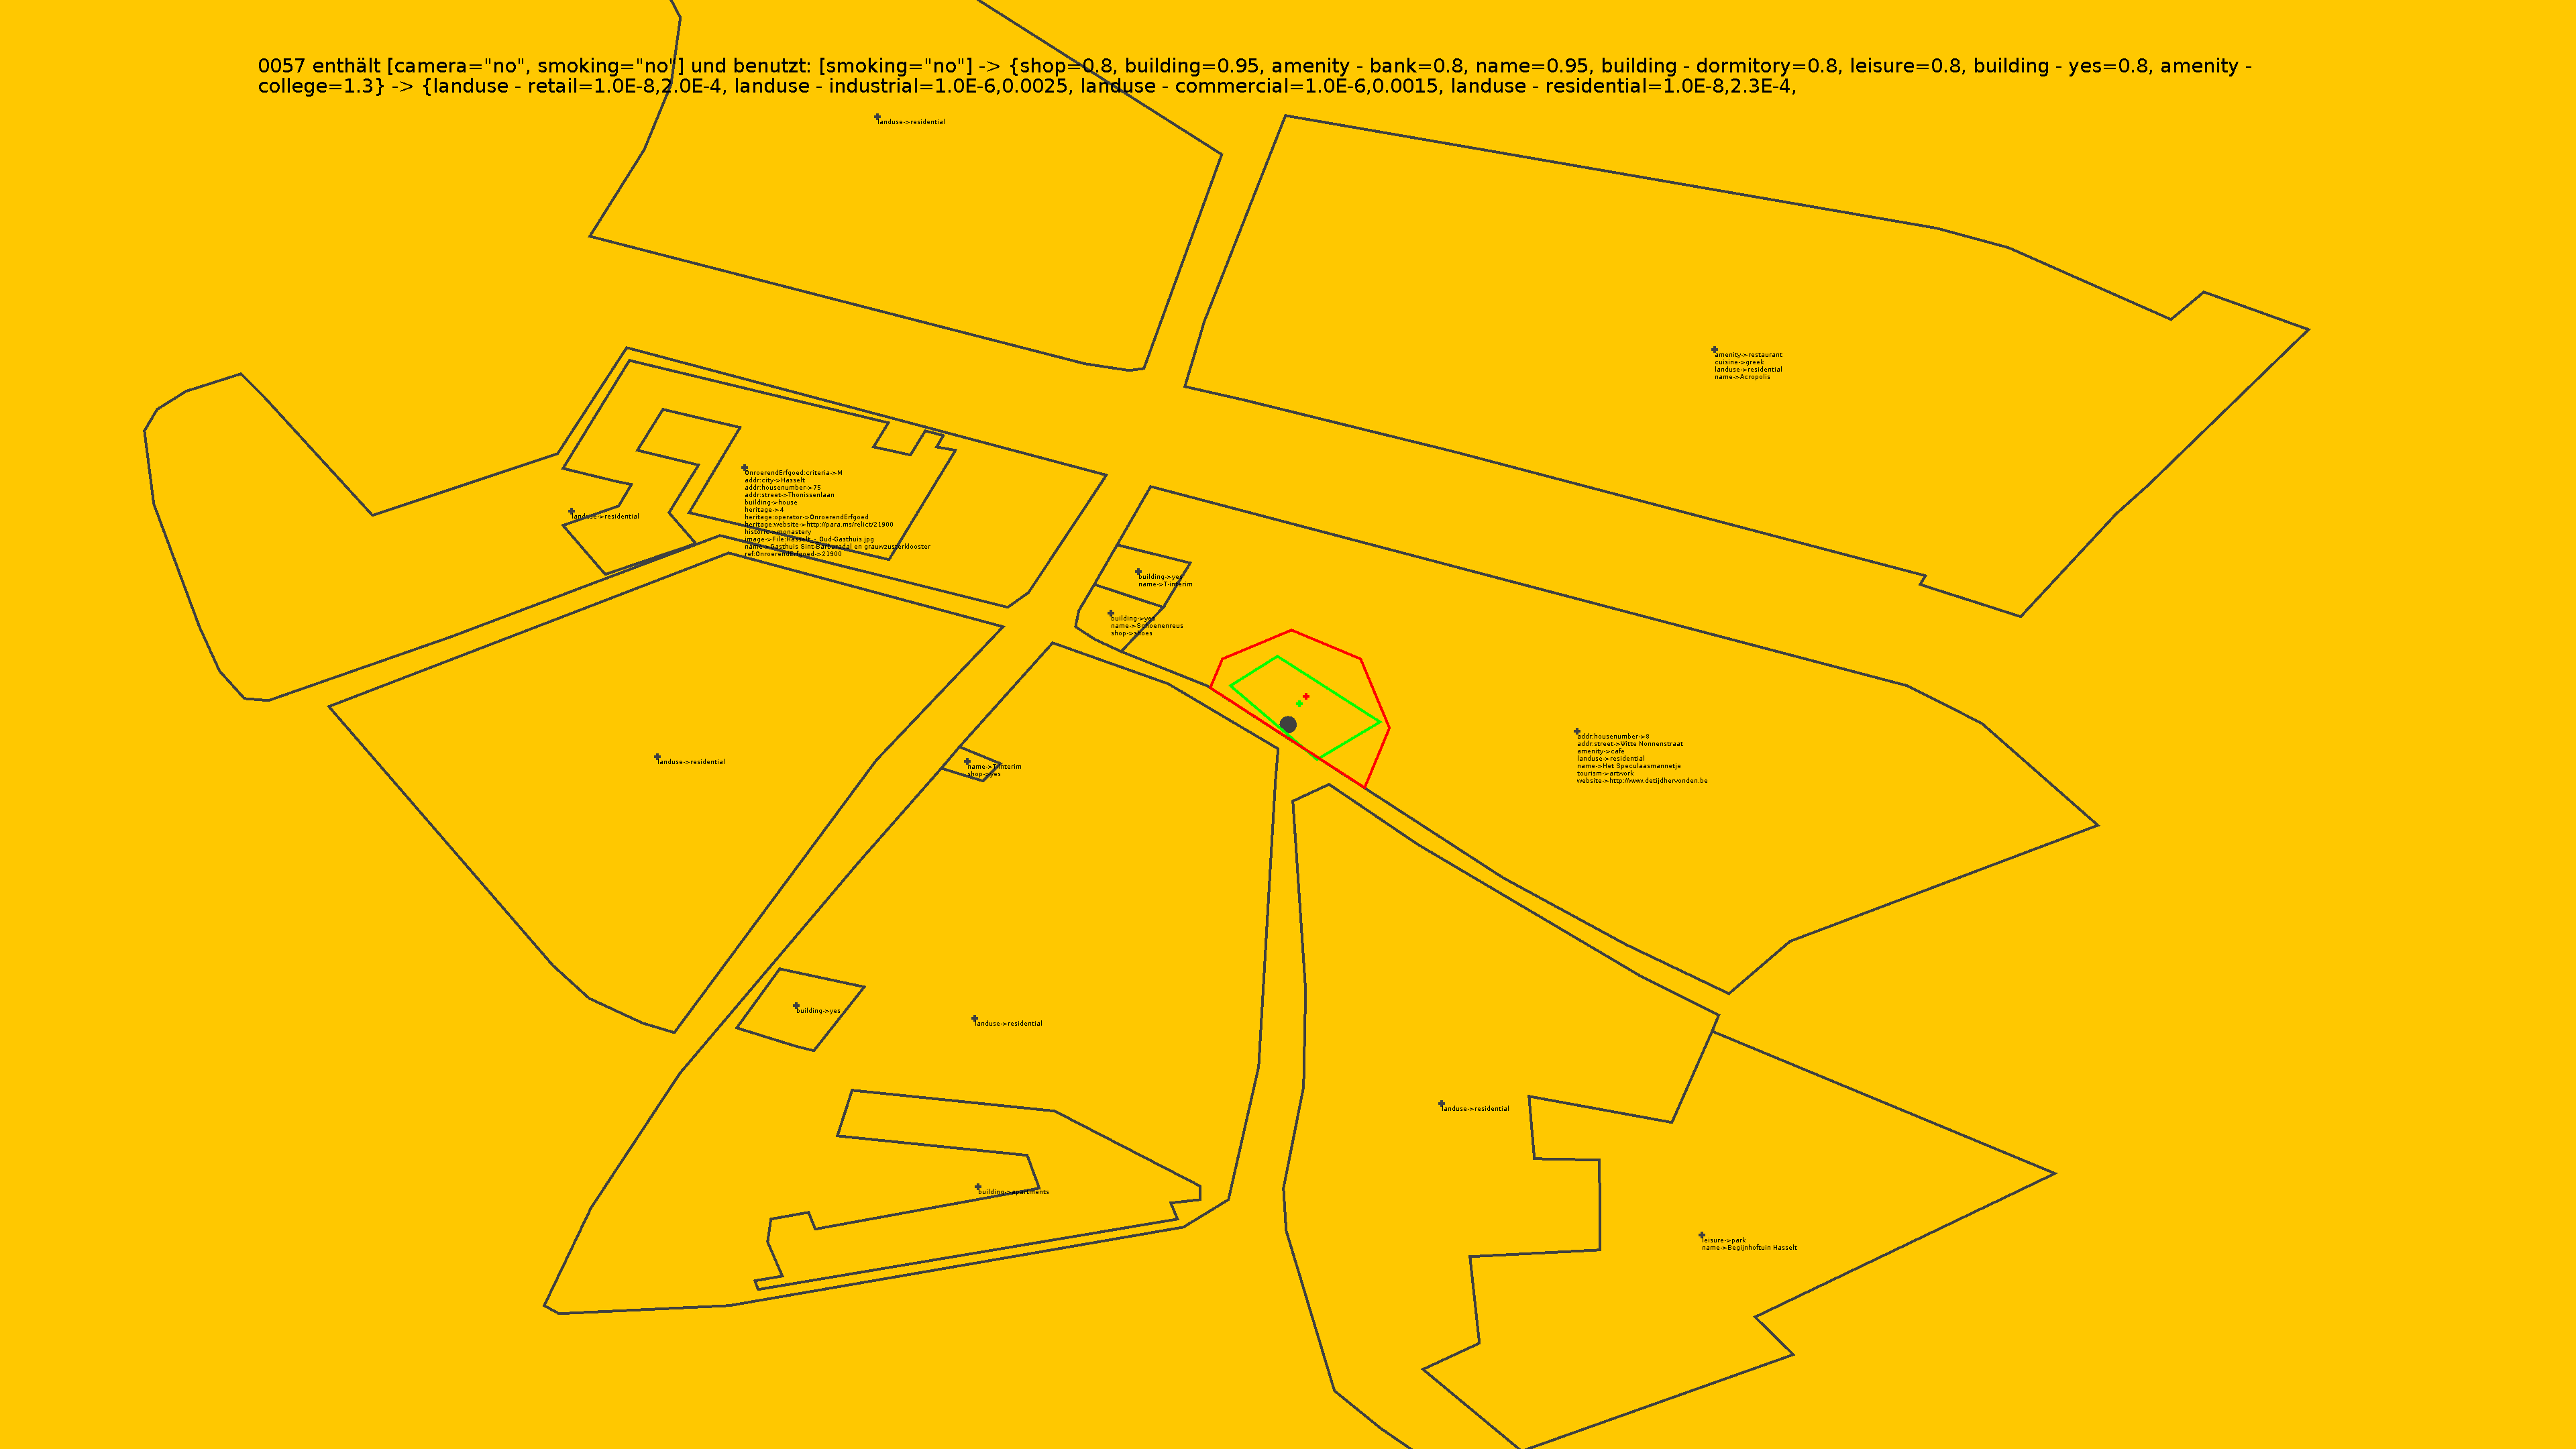 0057 enthält [camera="no", smoking="no"] und benutzt: [smoking="no"] -> {shop=0.8, building=0.95, amenity - bank=0.8, name=0.95, building - dormitory=0.8, leisure=0.8, building - yes=0.8, amenity -
college=1.3} -> {landuse - retail=1.0E-8,2.0E-4, landuse - industrial=1.0E-6,0.0025, landuse - commercial=1.0E-6,0.0015, landuse - residential=1.0E-8,2.3E-4,
landuse->residential
amenity->restaurant
cuisine->greek
landuse->residential
name->Acropolis
OnroerendErfgoed:criteria->M
addr:city->Hasselt
addr:housenumber->75
addr:street->Thonissenlaan
building->house
heritage->4
heritage:operator->OnroerendErfgoed
heritage:website->http://para.ms/relict/21900
historic->monastery
image->File:Hasselt - Oud-Gasthuis.jpg
name->Gasthuis Sint-Barbaradal en grauwzusterklooster
ref:OnroerendErfgoed->21900
landuse->residential
building->yes
name->T-interim
building->yes
name->Schoenenreus
shop->shoes
addr:housenumber->8
addr:street->Witte Nonnenstraat
amenity->cafe
landuse->residential
name->Het Speculaasmannetje
tourism->artwork
website->http://www.detijdhervonden.be
landuse->residential
name->T-interim
shop->yes
building->yes
landuse->residential
landuse->residential
building->apartments
leisure->park
name->Begijnhoftuin Hasselt